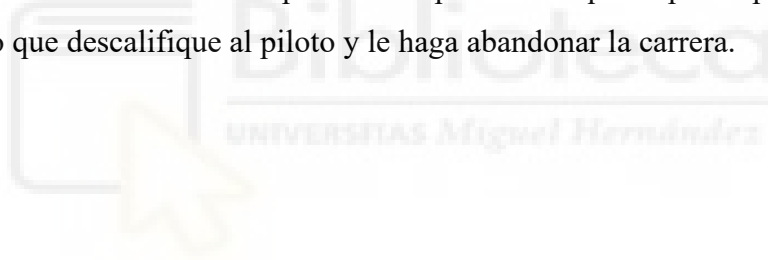 que descalifique al piloto y le haga abandonar la carrera.
Biblioteca
UNIVERSITAS Miguel Hernández